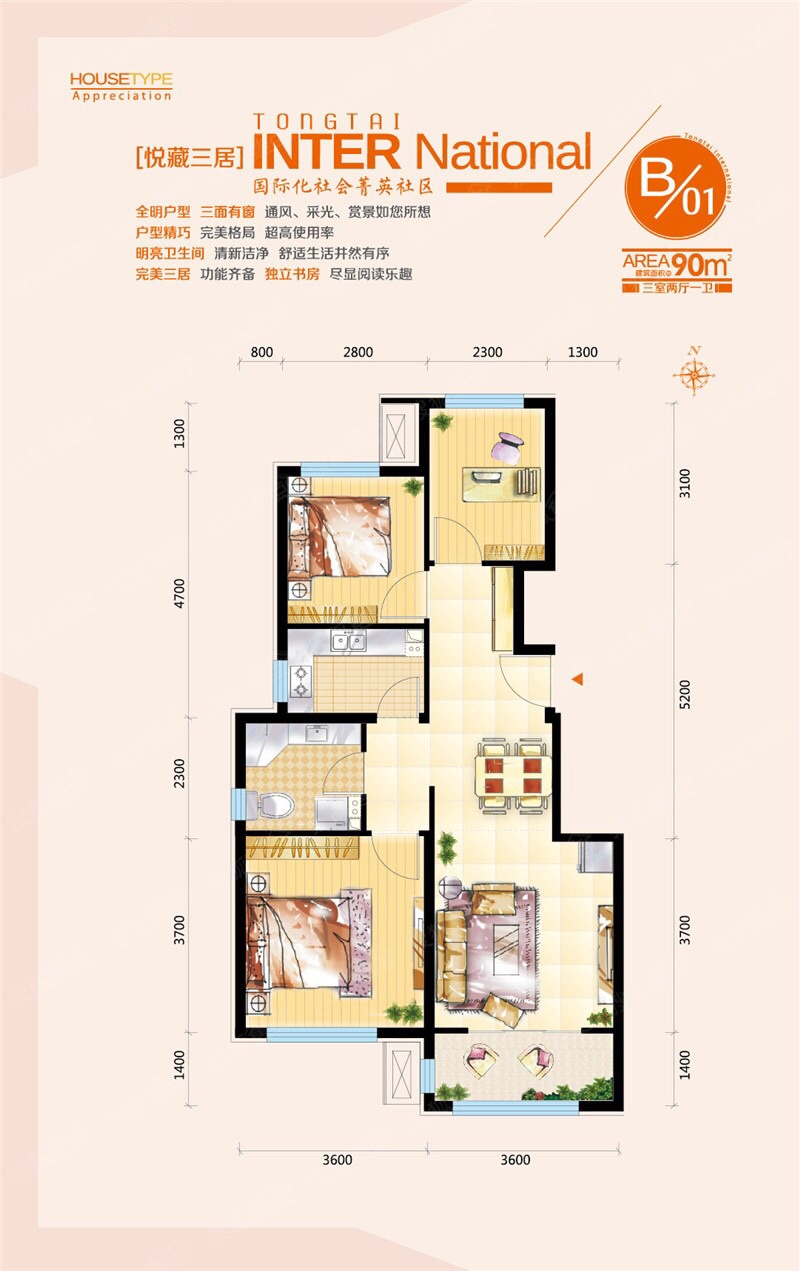 HOUSETYPE
Appreciation
TONGTAI
[悦藏三居] INTER National
国际化社会菁英社区
全明户型 三面有窗 通风、采光、赏景如您所想
户型精巧 完美格局 超高使用率
明亮卫生间 清新洁净 舒适生活井然有序
完美三居 功能齐备 独立书房 尽显阅读乐趣
Tongtai International
B/01
AREA 建筑面积约 90m²
三室两厅一卫
N
800 2800 2300 1300
1300
4700
2300
3700
1400
3100
5200
3700
1400
3600 3600